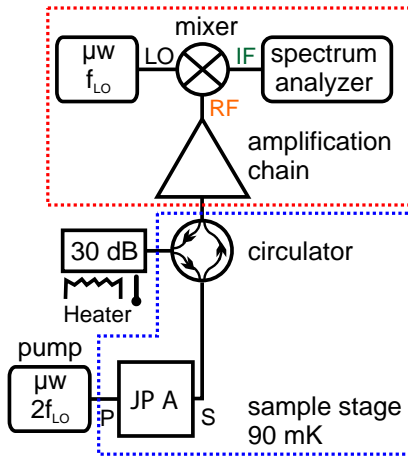 mixer
μw
f_LO
LO
IF
spectrum
analyzer
RF
amplification
chain
30 dB
circulator
Heater
pump
μw
2f_LO
P
JP A
S
sample stage
90 mK